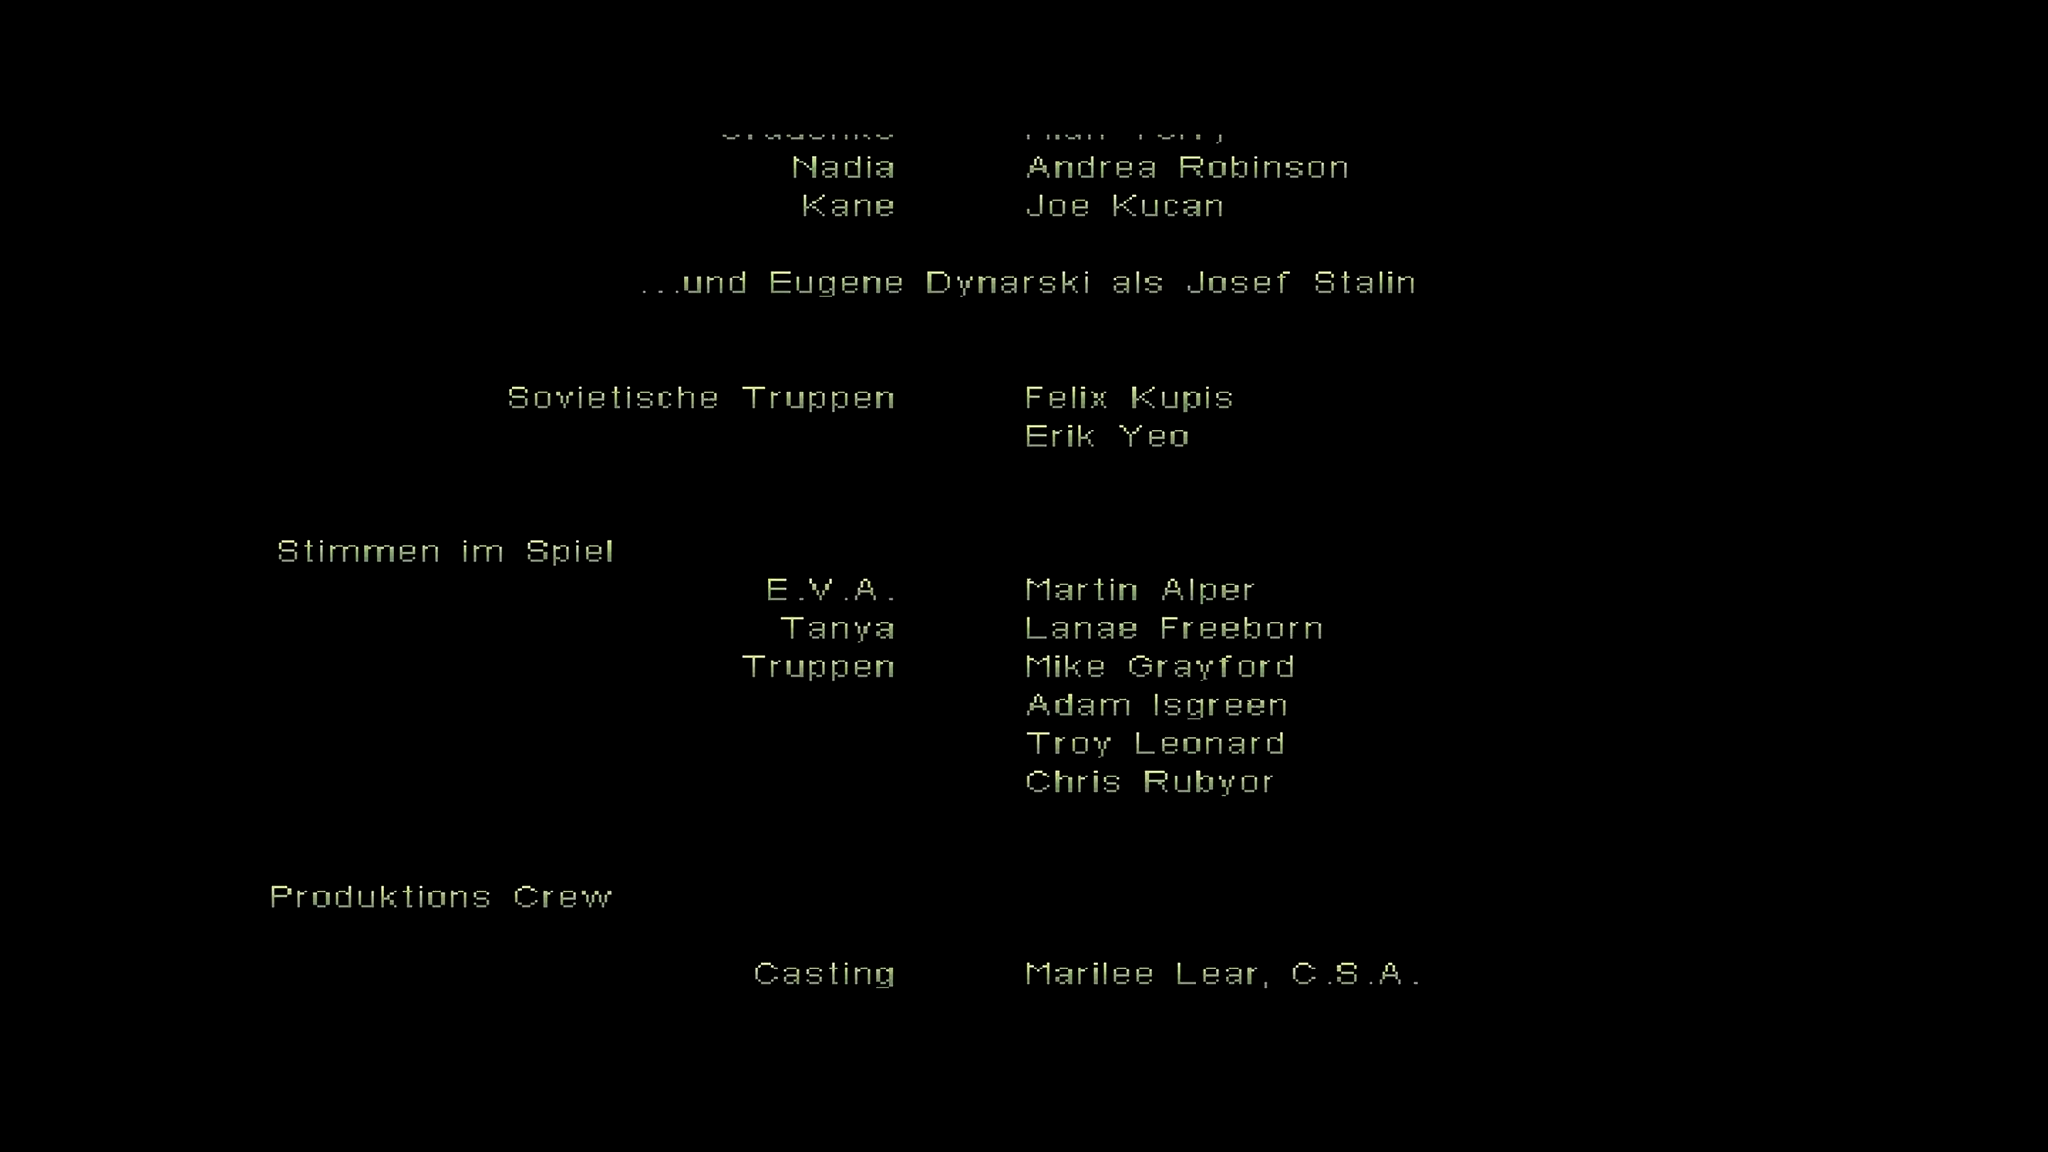 Nadia Andrea Robinson
Kane Joe Kucan
...und Eugene Dynarski als Josef Stalin
Sovietische Truppen Felix Kupis
Erik Yeo
Stimmen im Spiel
E.V.A. Martin Alper
Tanya Lanae Freeborn
Truppen Mike Grayford
Adam Isgreen
Troy Leonard
Chris Rubyor
Produktions Crew
Casting Marilee Lear, C.S.A.